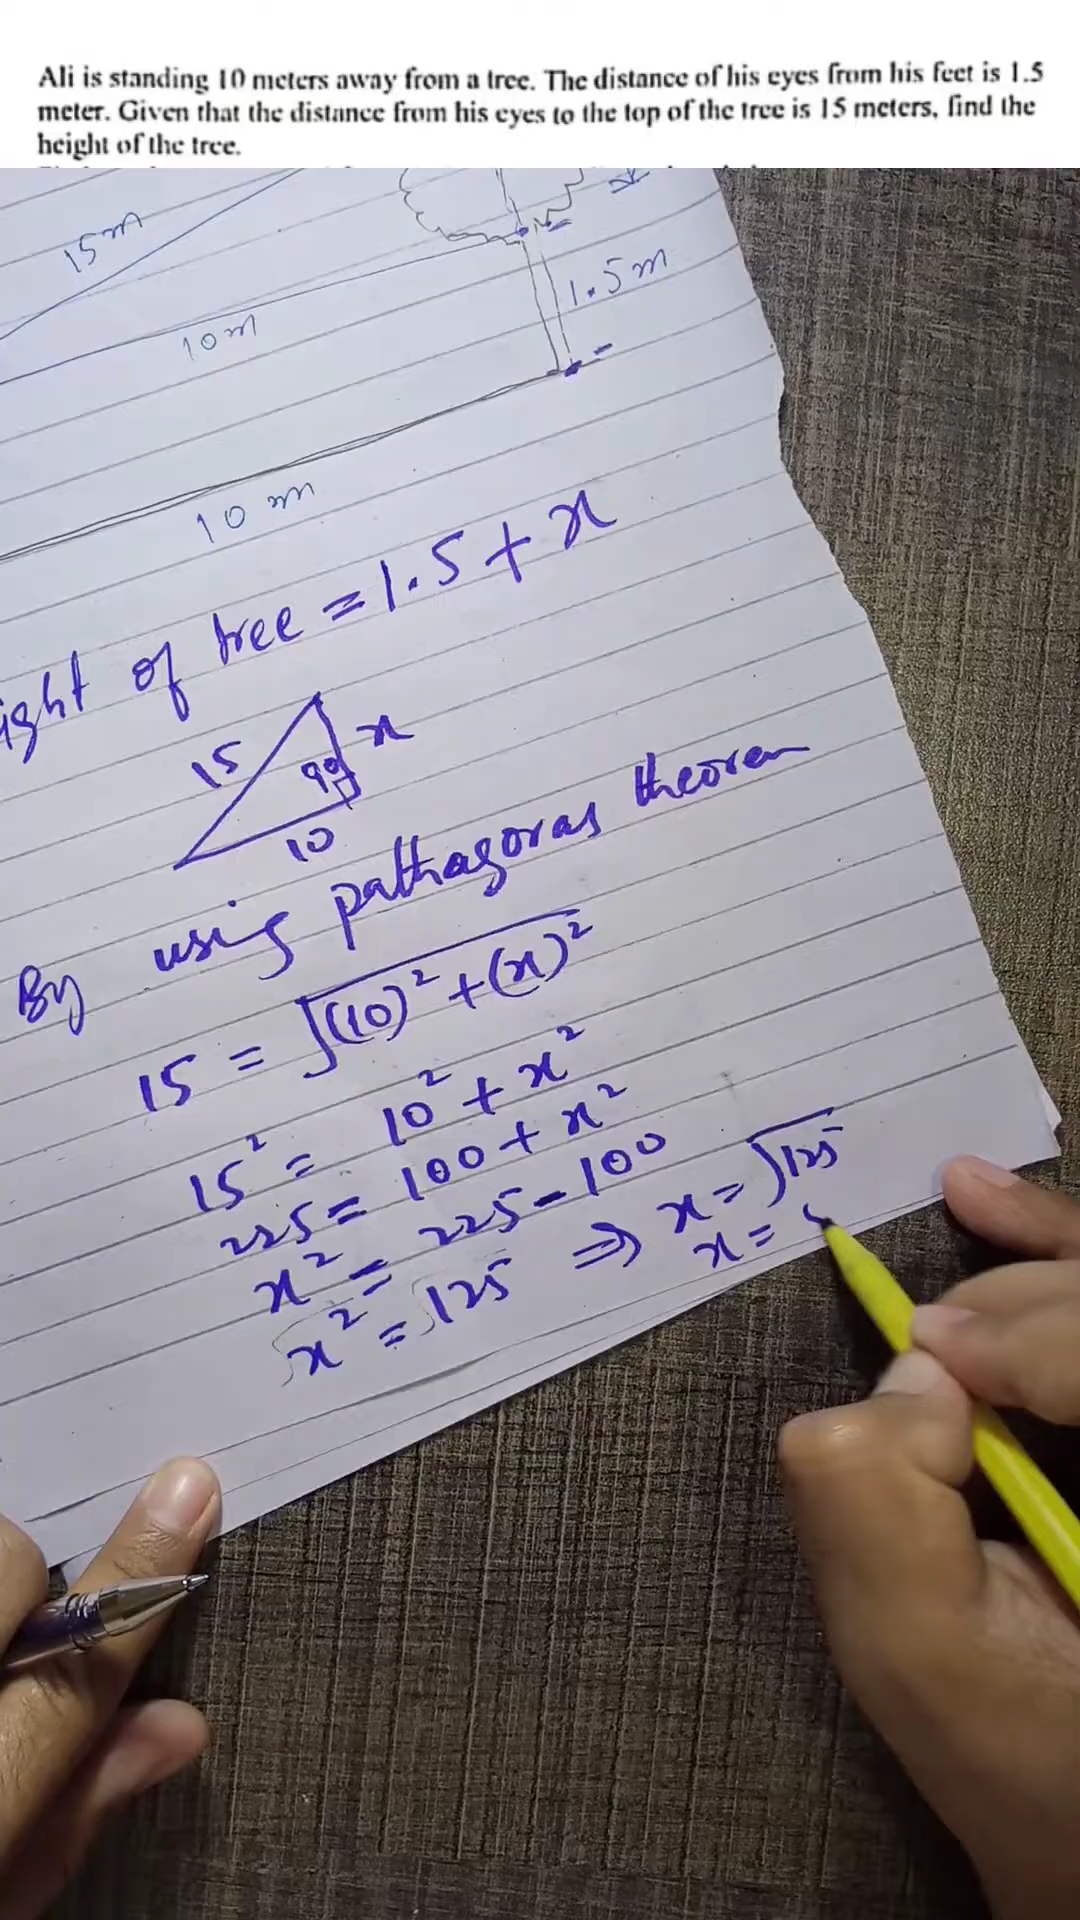 Ali is standing 10 meters away from a tree. The distance of his eyes from his feet is 1.5
meter. Given that the distance from his eyes to the top of the tree is 15 meters, find the
height of the tree.
15m
1.5m
10m
10 m
ight of tree = 1.5 + x
15
x
90
10
By using pathagoras theorem
15 = √(10)² + (x)²
15² = 10² + x²
225 = 100 + x²
x² = 225 - 100
x² = 125 ⇒ x = √125
x =